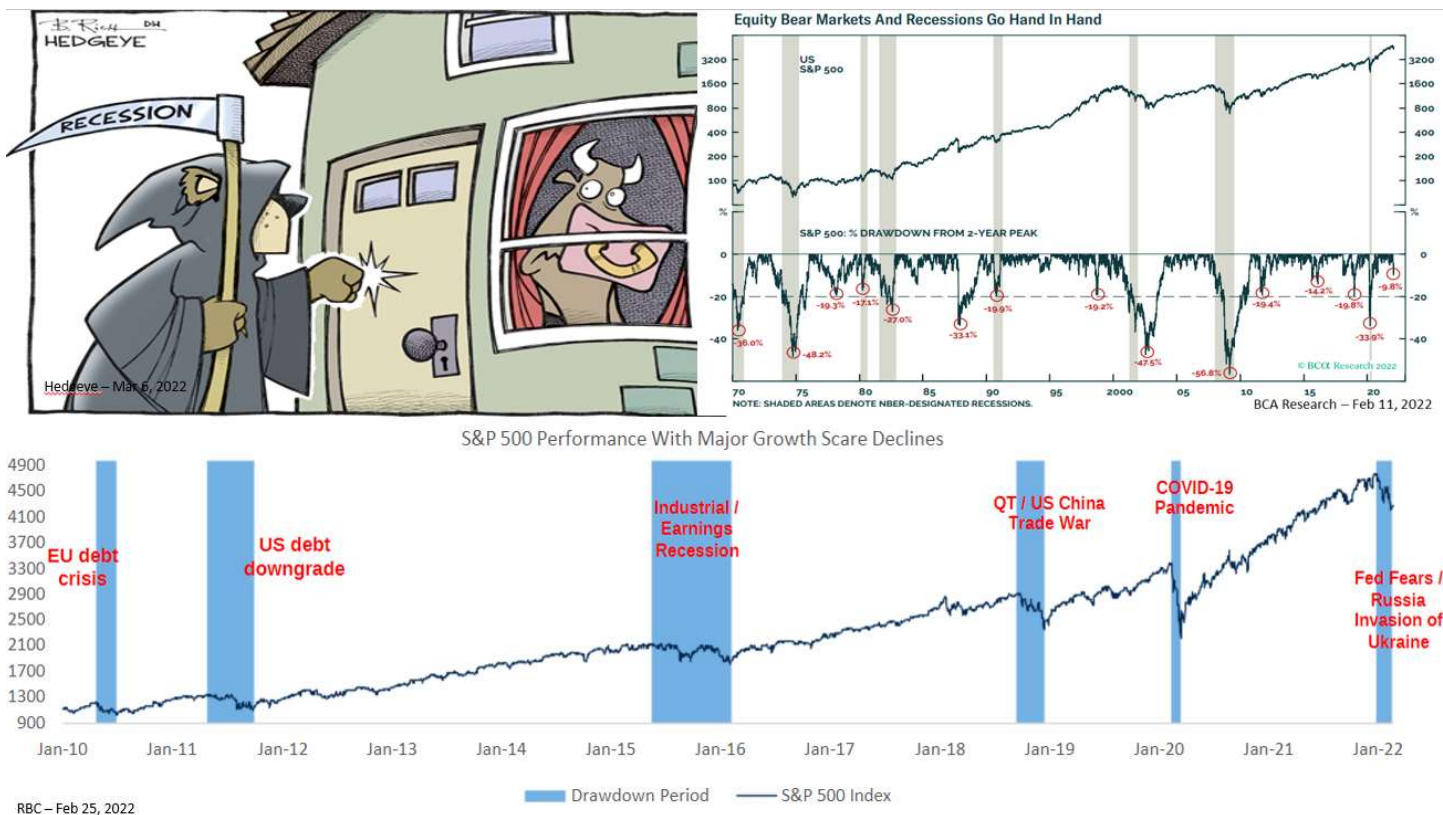 B. Rich DH
HEDGEYE
RECESSION
Hedgeeye – Mar 6, 2022
Equity Bear Markets And Recessions Go Hand In Hand
US
S&P 500
3200
1600
800
400
200
100
3200
1600
800
400
200
100
%
%
S&P 500: % DRAWDOWN FROM 2-YEAR PEAK
0
-20
-40
0
-20
-40
-36.0%
-48.2%
-19.3%
-17.1%
-27.0%
-33.1%
-19.9%
-19.2%
-47.5%
-56.8%
-19.4%
-14.2%
-19.8%
-33.9%
-9.8%
© BCα Research 2022
70 75 80 85 90 95 2000 05 10 15 20
NOTE: SHADED AREAS DENOTE NBER-DESIGNATED RECESSIONS.
BCA Research – Feb 11, 2022
S&P 500 Performance With Major Growth Scare Declines
4900
4500
4100
3700
3300
2900
2500
2100
1700
1300
900
EU debt
crisis
US debt
downgrade
Industrial /
Earnings
Recession
QT / US China
Trade War
COVID-19
Pandemic
Fed Fears /
Russia
Invasion of
Ukraine
Jan-10 Jan-11 Jan-12 Jan-13 Jan-14 Jan-15 Jan-16 Jan-17 Jan-18 Jan-19 Jan-20 Jan-21 Jan-22
Drawdown Period S&P 500 Index
RBC – Feb 25, 2022